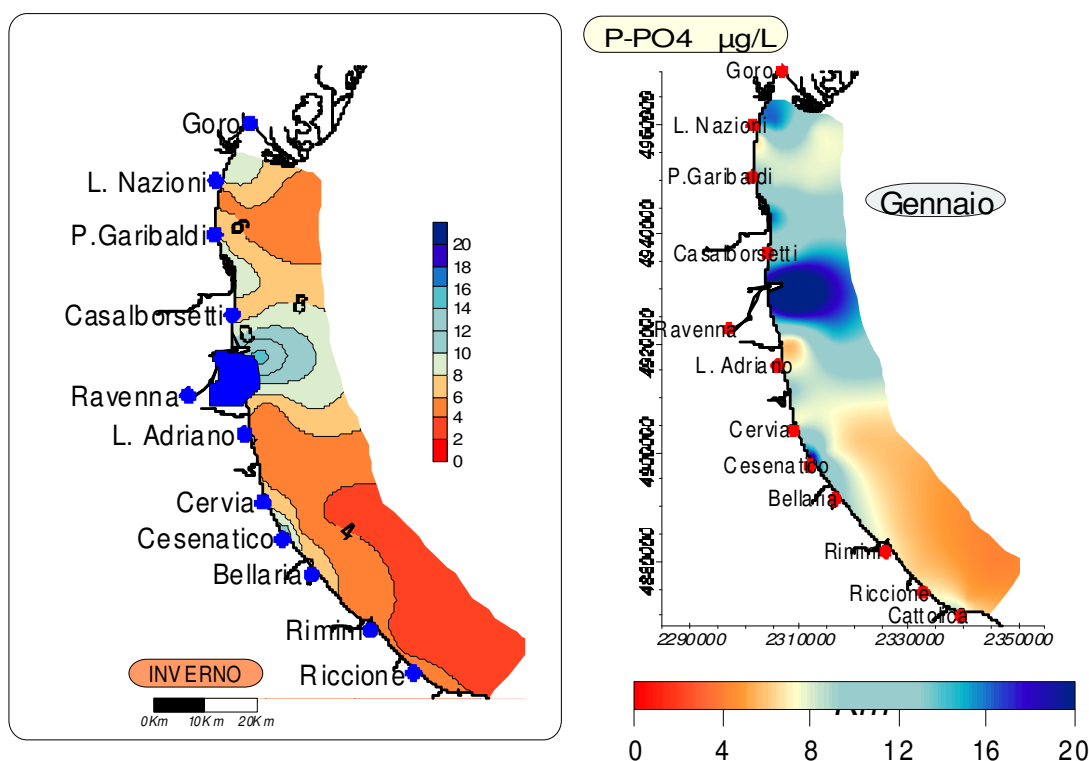 Goro
L. Nazioni
P.Garibaldi
Casalborsetti
Ravenna
L. Adriano
Cervia
Cesenatico
Bellaria
Rimini
Riccione
6
8
4
20
18
16
14
12
10
8
6
4
2
0
INVERNO
0Km 10Km 20Km
P-PO4 µg/L
Gennaio
Goro
L. Nazioni
P.Garibaldi
Casalborsetti
Ravenna
L. Adriano
Cervia
Cesenatico
Bellaria
Rimini
Riccione
Cattolica
4960000
4940000
4920000
4900000
4880000
2290000 2310000 2330000 2350000
Km
0 4 8 12 16 20